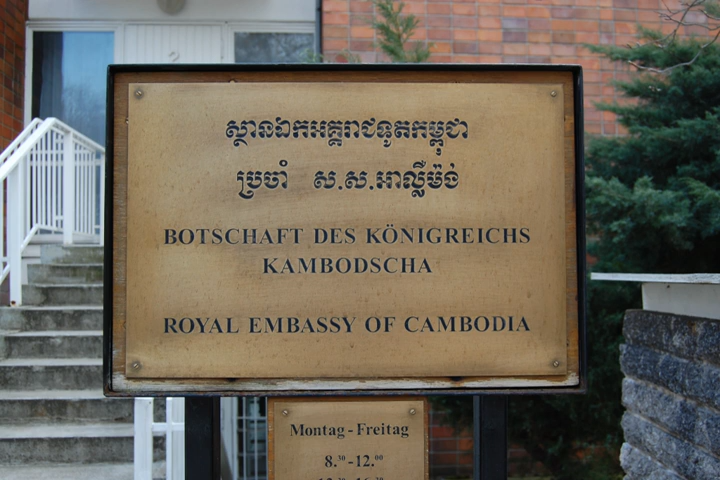 ស្ថានឯកអគ្គរាជទូតកម្ពុជា
ប្រចាំ ស.ស.អាល្លឺម៉ង់
BOTSCHAFT DES KÖNIGREICHS
KAMBODSCHA
ROYAL EMBASSY OF CAMBODIA
Montag - Freitag
8.³⁰-12.⁰⁰